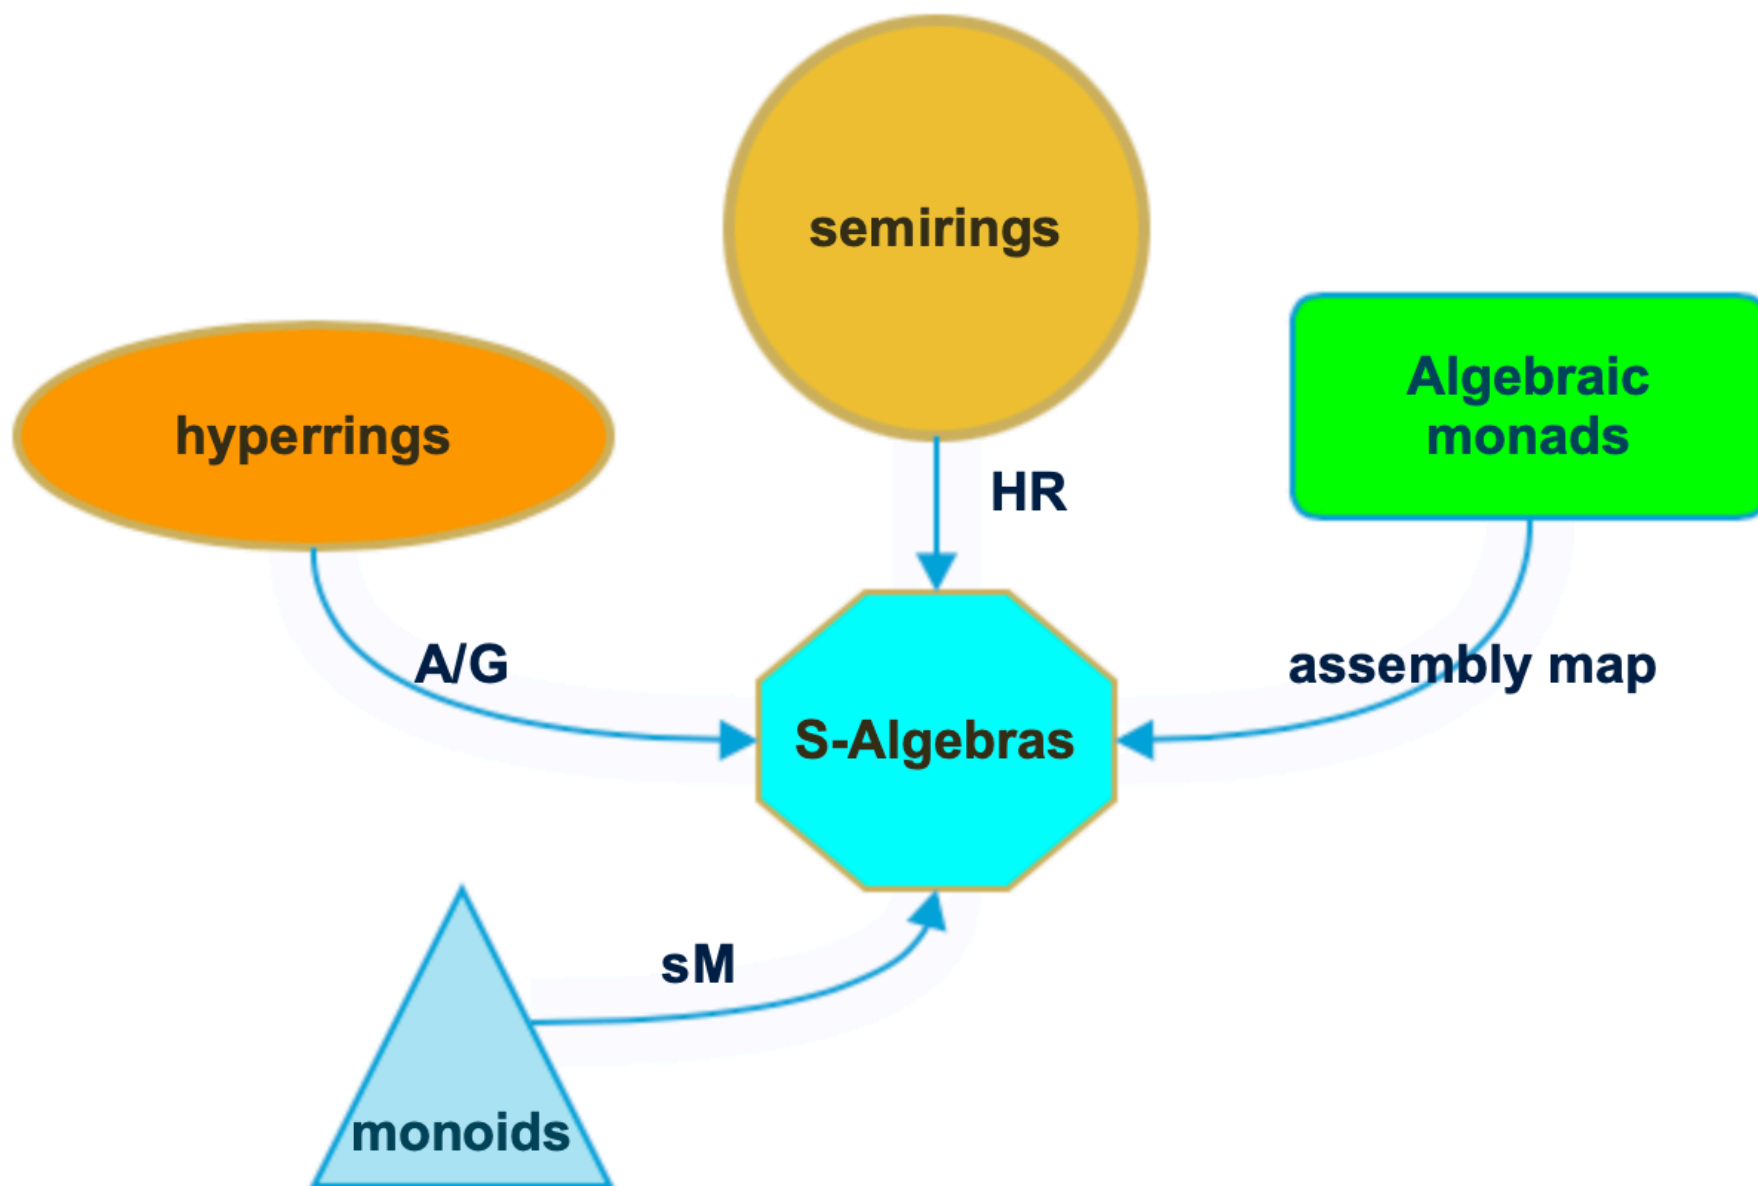 semirings
Algebraic
monads
hyperrings
HR
A/G
assembly map
S-Algebras
sM
monoids